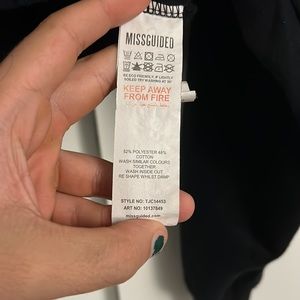 MISSGUIDED
BE ECO FRIENDLY, IF LIGHTLY
SOILED TRY WASHING AT 30°
KEEP AWAY
FROM FIRE
52% POLYESTER 48%
COTTON
WASH SIMILAR COLOURS
TOGETHER
WASH INSIDE OUT
RE SHAPE WHILST DAMP
STYLE NO: TJC14453
ART NO: 10137849
missguided.com